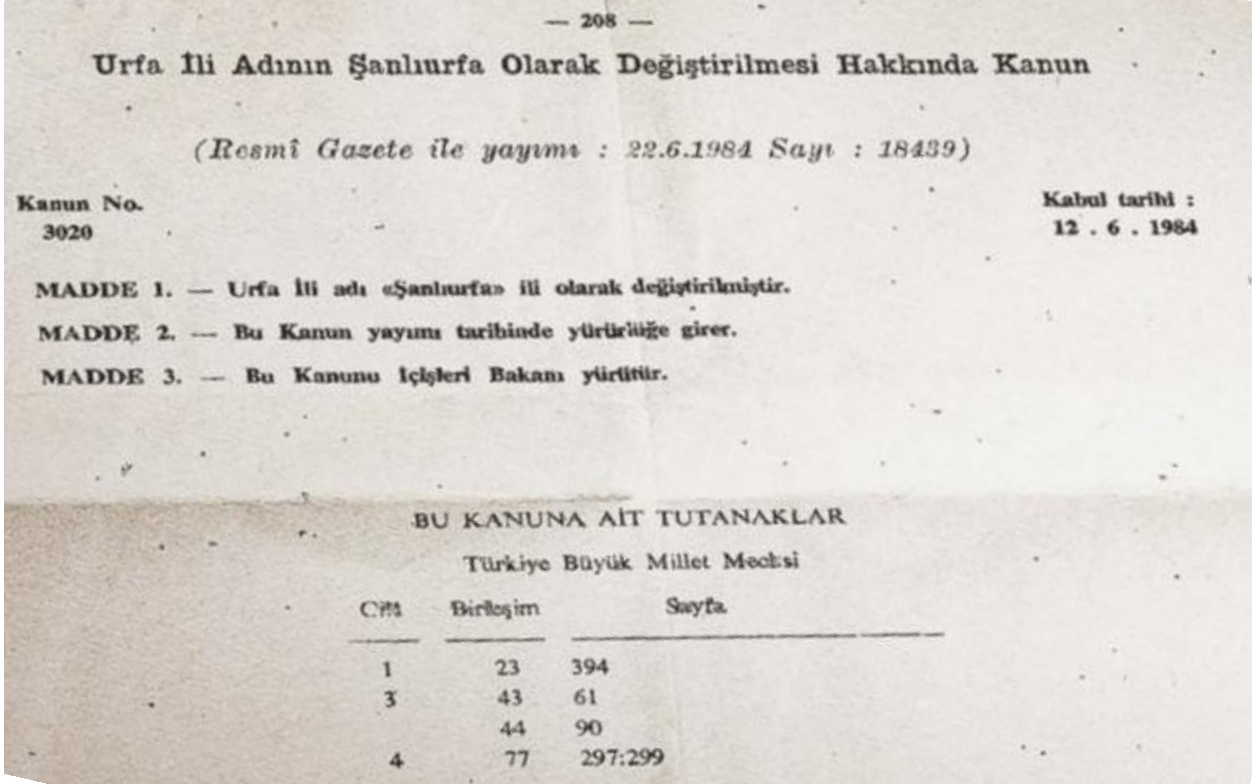 — 208 —
Urfa İli Adının Şanlıurfa Olarak Değiştirilmesi Hakkında Kanun
(Resmî Gazete ile yayımı : 22.6.1984 Sayı : 18439)
Kanun No. Kabul tarihi :
3020 12 . 6 . 1984
MADDE 1. — Urfa İli adı «Şanlıurfa» ili olarak değiştirilmiştir.
MADDE 2. — Bu Kanun yayımı tarihinde yürürlüğe girer.
MADDE 3. — Bu Kanunu İçişleri Bakanı yürütür.
BU KANUNA AİT TUTANAKLAR
Türkiye Büyük Millet Meclisi
Cilt Birleşim Sayfa
1 23 394
3 43 61
44 90
4 77 297:299